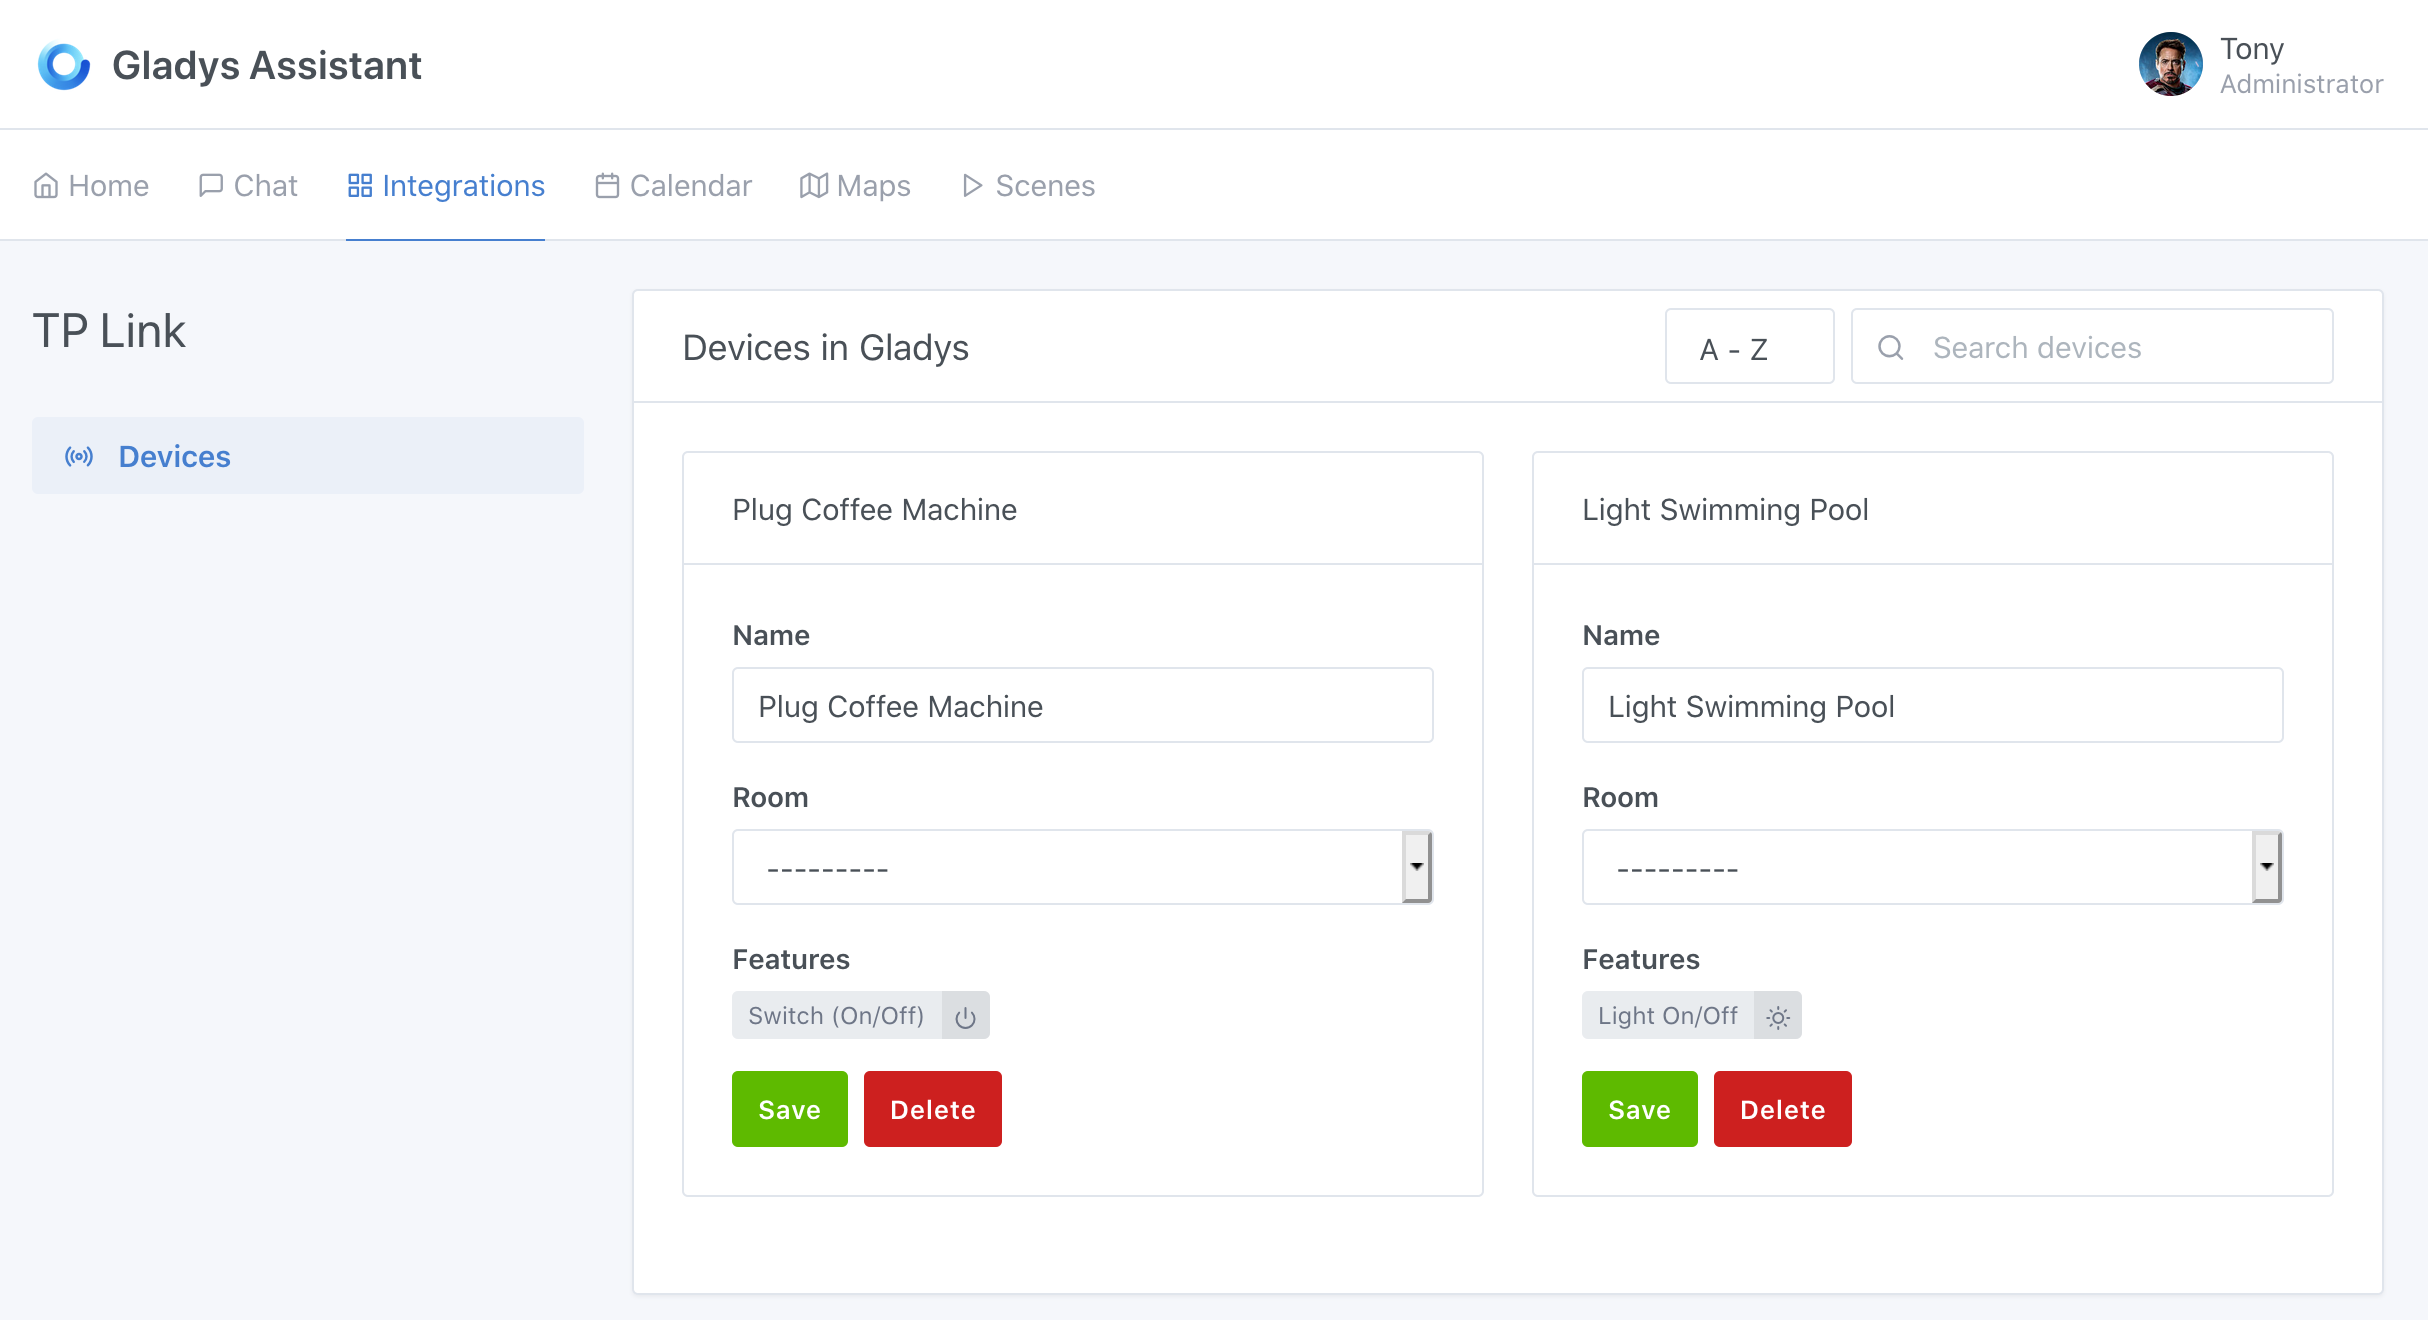 Gladys Assistant
Tony
Administrator
Home Chat Integrations Calendar Maps Scenes
TP Link
Devices
Devices in Gladys
A - Z
Search devices
Plug Coffee Machine
Name
Plug Coffee Machine
Room
---------
Features
Switch (On/Off)
Save Delete
Light Swimming Pool
Name
Light Swimming Pool
Room
---------
Features
Light On/Off
Save Delete